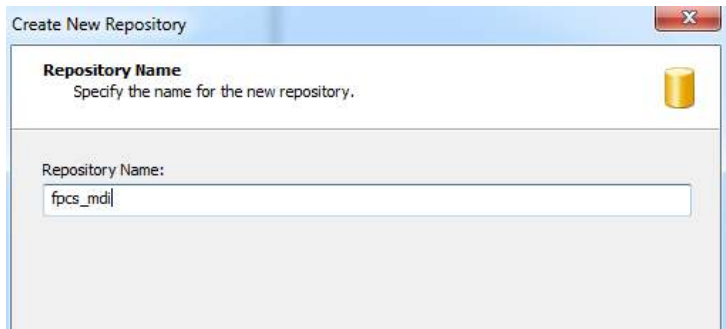 Create New Repository
Repository Name
Specify the name for the new repository.
Repository Name:
fpcs_mdi